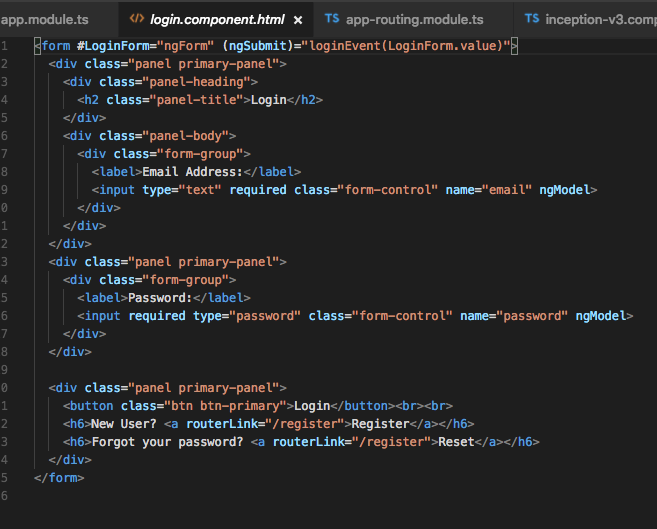 app.module.ts <> login.component.html × TS app-routing.module.ts TS inception-v3.comp
1 <form #LoginForm="ngForm" (ngSubmit)="loginEvent(LoginForm.value)">
2 <div class="panel primary-panel">
3 <div class="panel-heading">
4 <h2 class="panel-title">Login</h2>
5 </div>
6 <div class="panel-body">
7 <div class="form-group">
8 <label>Email Address:</label>
9 <input type="text" required class="form-control" name="email" ngModel>
0 </div>
1 </div>
2 </div>
3 <div class="panel primary-panel">
4 <div class="form-group">
5 <label>Password:</label>
6 <input required type="password" class="form-control" name="password" ngModel>
7 </div>
8 </div>
9
0 <div class="panel primary-panel">
1 <button class="btn btn-primary">Login</button><br><br>
2 <h6>New User? <a routerLink="/register">Register</a></h6>
3 <h6>Forgot your password? <a routerLink="/register">Reset</a></h6>
4 </div>
5 </form>
6